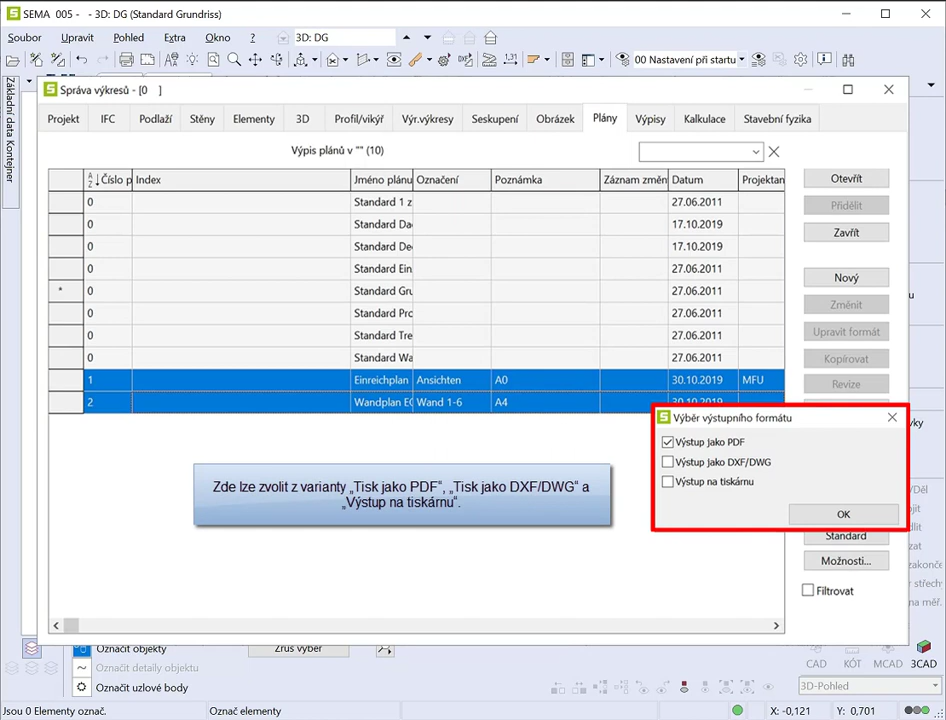 SEMA 005 - - 3D: DG (Standard Grundriss)
Soubor Upravit Pohled Extra Okno ? 3D: DG
00 Nastavení při startu
Základní data Kontejner
Správa výkresů - [0 ]
Projekt IFC Podlaží Stěny Elementy 3D Profil/vikýř Výr.výkresy Seskupení Obrázek Plány Výpisy Kalkulace Stavební fyzika
Výpis plánů v "" (10)
A Z Číslo p Index Jméno plánu Označení Poznámka Záznam změn Datum Projektan
0 Standard 1 z 27.06.2011
0 Standard Da 17.10.2019
0 Standard De 17.10.2019
0 Standard Ein 27.06.2011
* 0 Standard Gru 27.06.2011
0 Standard Pro 27.06.2011
0 Standard Tre 27.06.2011
0 Standard Wa 27.06.2011
1 Einreichplan Ansichten A0 30.10.2019 MFU
2 Wandplan EG Wand 1-6 A4 30.10.2019
Otevřít
Přidělit
Zavřít
Nový
Změnit
Upravit formát
Kopírovat
Revize
Výběr výstupního formátu
Výstup jako PDF
Výstup jako DXF/DWG
Výstup na tiskárnu
OK
Zde lze zvolit z varianty „Tisk jako PDF“, „Tisk jako DXF/DWG“ a
„Výstup na tiskárnu“.
Standard
Možnosti...
Filtrovat
Označit objekty Zruš výběr
Označit detaily objektu
Označit uzlové body
CAD KÓT MCAD 3CAD
3D-Pohled
Jsou 0 Elementy označ. Označ elementy X: -0,121 Y: 0,701